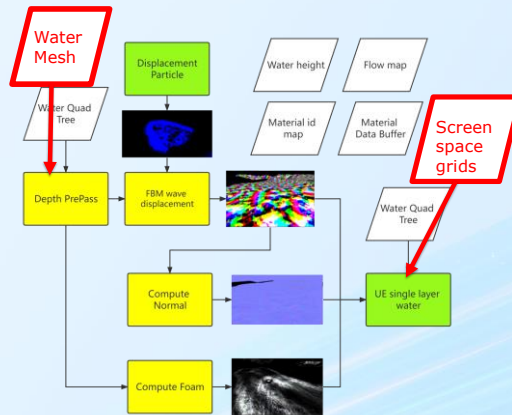 Water
Mesh
Displacement
Particle
Water height
Flow map
Water Quad
Tree
Material id
map
Material
Data Buffer
Screen
space
grids
Depth PrePass
FBM wave
displacement
Water Quad
Tree
Compute
Normal
UE single layer
water
Compute Foam